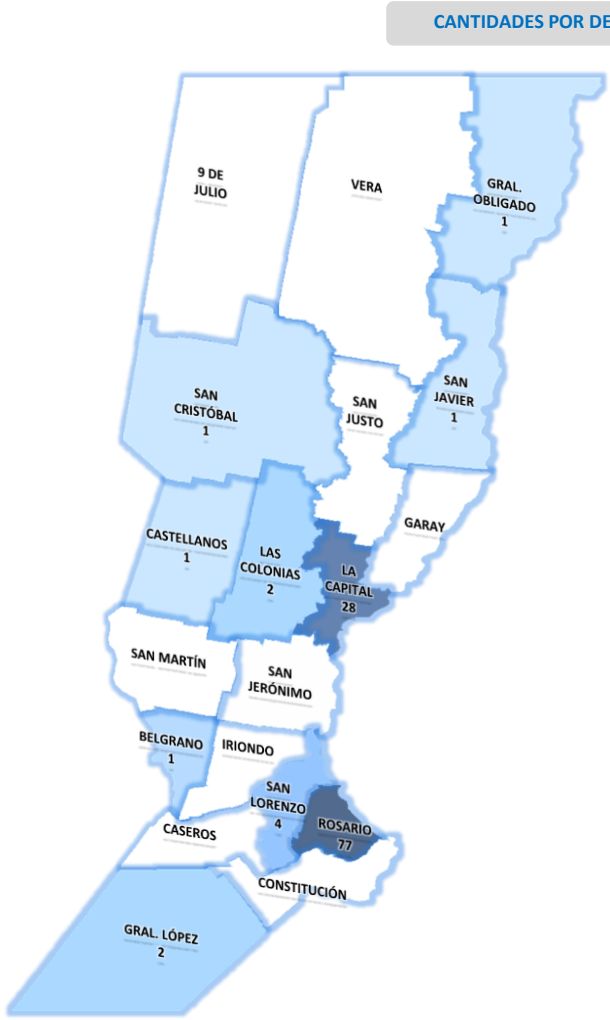 CANTIDADES POR DE
9 DE
JULIO
VERA
GRAL.
OBLIGADO
1
SAN
CRISTÓBAL
1
SAN
JUSTO
SAN
JAVIER
1
CASTELLANOS
1
LAS
COLONIAS
2
LA
CAPITAL
28
GARAY
SAN MARTÍN
SAN
JERÓNIMO
BELGRANO
1
IRIONDO
SAN
LORENZO
4
ROSARIO
77
CASEROS
CONSTITUCIÓN
GRAL. LÓPEZ
2